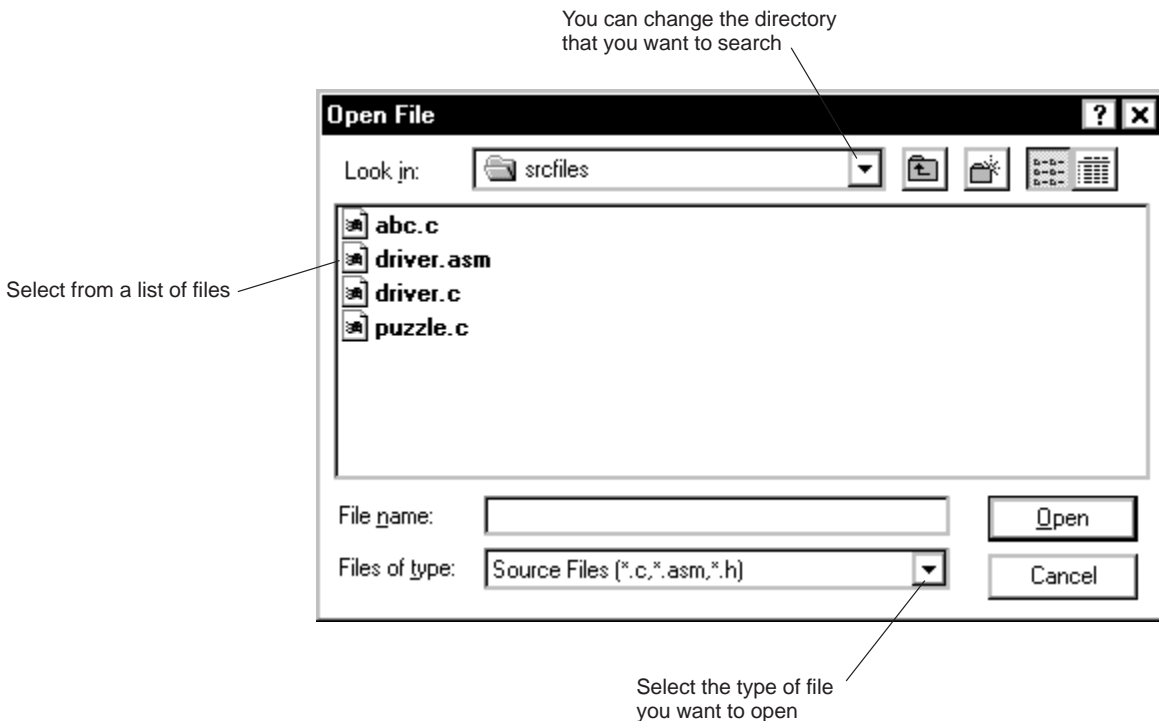 You can change the directory
that you want to search
Open File
Look in:
srcfiles
abc.c
driver.asm
Select from a list of files
driver.c
puzzle.c
File name:
Open
Files of type:
Source Files (*.c,*.asm,*.h)
Cancel
Select the type of file
you want to open